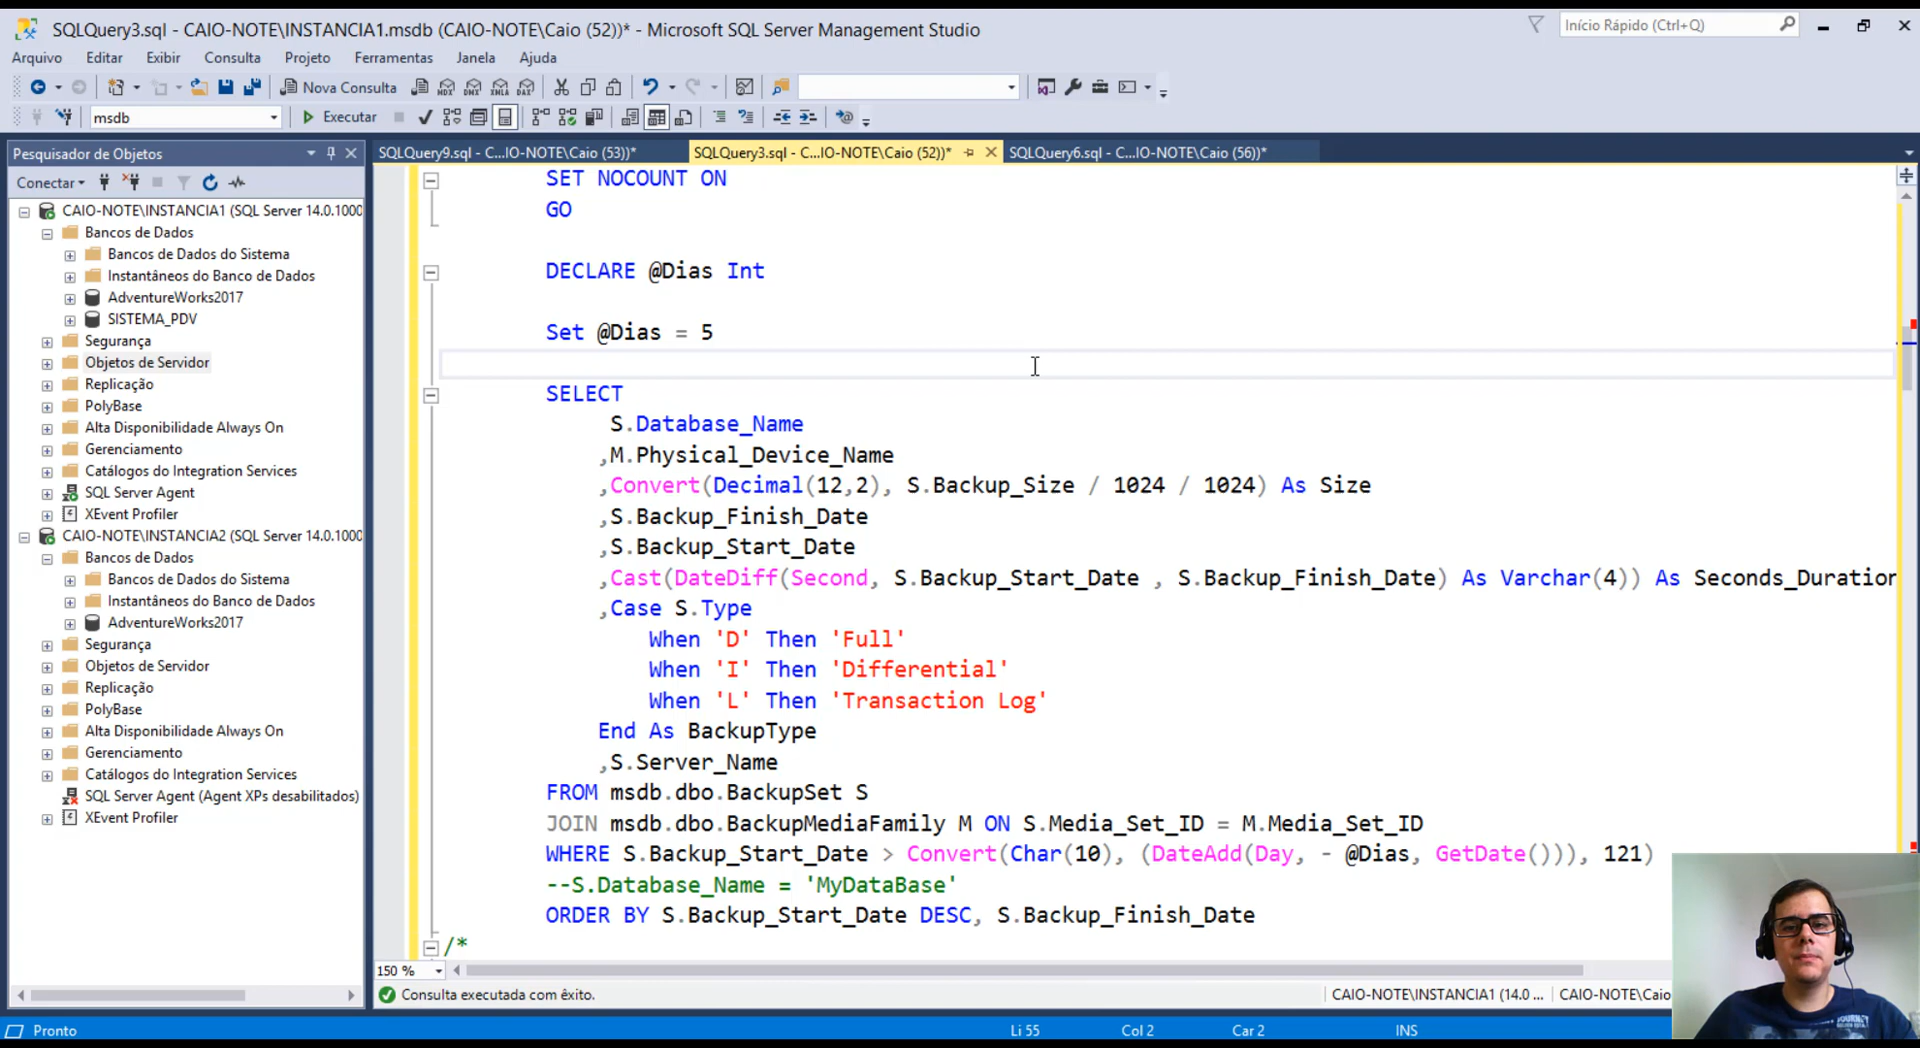 SQLQuery3.sql - CAIO-NOTE\INSTANCIA1.msdb (CAIO-NOTE\Caio (52))* - Microsoft SQL Server Management Studio
Início Rápido (Ctrl+Q)
Arquivo Editar Exibir Consulta Projeto Ferramentas Janela Ajuda
Nova Consulta
msdb
Executar
Pesquisador de Objetos
Conectar
CAIO-NOTE\INSTANCIA1 (SQL Server 14.0.1000
Bancos de Dados
Bancos de Dados do Sistema
Instantâneos do Banco de Dados
AdventureWorks2017
SISTEMA_PDV
Segurança
Objetos de Servidor
Replicação
PolyBase
Alta Disponibilidade Always On
Gerenciamento
Catálogos do Integration Services
SQL Server Agent
XEvent Profiler
CAIO-NOTE\INSTANCIA2 (SQL Server 14.0.1000
Bancos de Dados
Bancos de Dados do Sistema
Instantâneos do Banco de Dados
AdventureWorks2017
Segurança
Objetos de Servidor
Replicação
PolyBase
Alta Disponibilidade Always On
Gerenciamento
Catálogos do Integration Services
SQL Server Agent (Agent XPs desabilitados)
XEvent Profiler
SQLQuery9.sql - C...IO-NOTE\Caio (53))*
SQLQuery3.sql - C...IO-NOTE\Caio (52))*
SQLQuery6.sql - C...IO-NOTE\Caio (56))*
SET NOCOUNT ON
GO
DECLARE @Dias Int
Set @Dias = 5
SELECT
S.Database_Name
,M.Physical_Device_Name
,Convert(Decimal(12,2), S.Backup_Size / 1024 / 1024) As Size
,S.Backup_Finish_Date
,S.Backup_Start_Date
,Cast(DateDiff(Second, S.Backup_Start_Date , S.Backup_Finish_Date) As Varchar(4)) As Seconds_Duration
,Case S.Type
When 'D' Then 'Full'
When 'I' Then 'Differential'
When 'L' Then 'Transaction Log'
End As BackupType
,S.Server_Name
FROM msdb.dbo.BackupSet S
JOIN msdb.dbo.BackupMediaFamily M ON S.Media_Set_ID = M.Media_Set_ID
WHERE S.Backup_Start_Date > Convert(Char(10), (DateAdd(Day, - @Dias, GetDate())), 121)
--S.Database_Name = 'MyDataBase'
ORDER BY S.Backup_Start_Date DESC, S.Backup_Finish_Date
/*
150 %
Consulta executada com êxito.
CAIO-NOTE\INSTANCIA1 (14.0 ...
CAIO-NOTE\Caio
Pronto
Li 55
Col 2
Car 2
INS